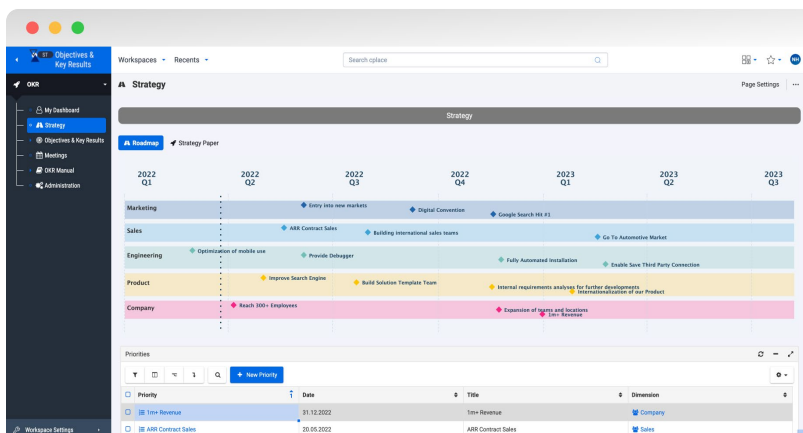 ST Objectives & Key Results
Workspaces Recents Search cplace NH
OKR
Strategy Page Settings
My Dashboard
Strategy
Objectives & Key Results
Meetings
OKR Manual
Administration
Workspace Settings
Strategy
Roadmap Strategy Paper
2022 Q1 2022 Q2 2022 Q3 2022 Q4 2023 Q1 2023 Q2 2023 Q3
Marketing Entry into new markets Digital Convention Google Search Hit #3
Sales ARR Contract Sales Building international sales teams Go To Automotive Market
Engineering Optimization of mobile use Provide Debugger Fully Automated Installation Enable Save Third Party Connection
Product Improve Search Engine Build Solution Template Team Internal requirements analyses for further developments
Internationalization of our Product
Company Reach 300+ Employees Expansion of teams and locations
1m+ Revenue
Priorities
+ New Priority
Priority Date Title Dimension
1m+ Revenue 31.12.2022 1m+ Revenue Company
ARR Contract Sales 20.05.2022 ARR Contract Sales Sales